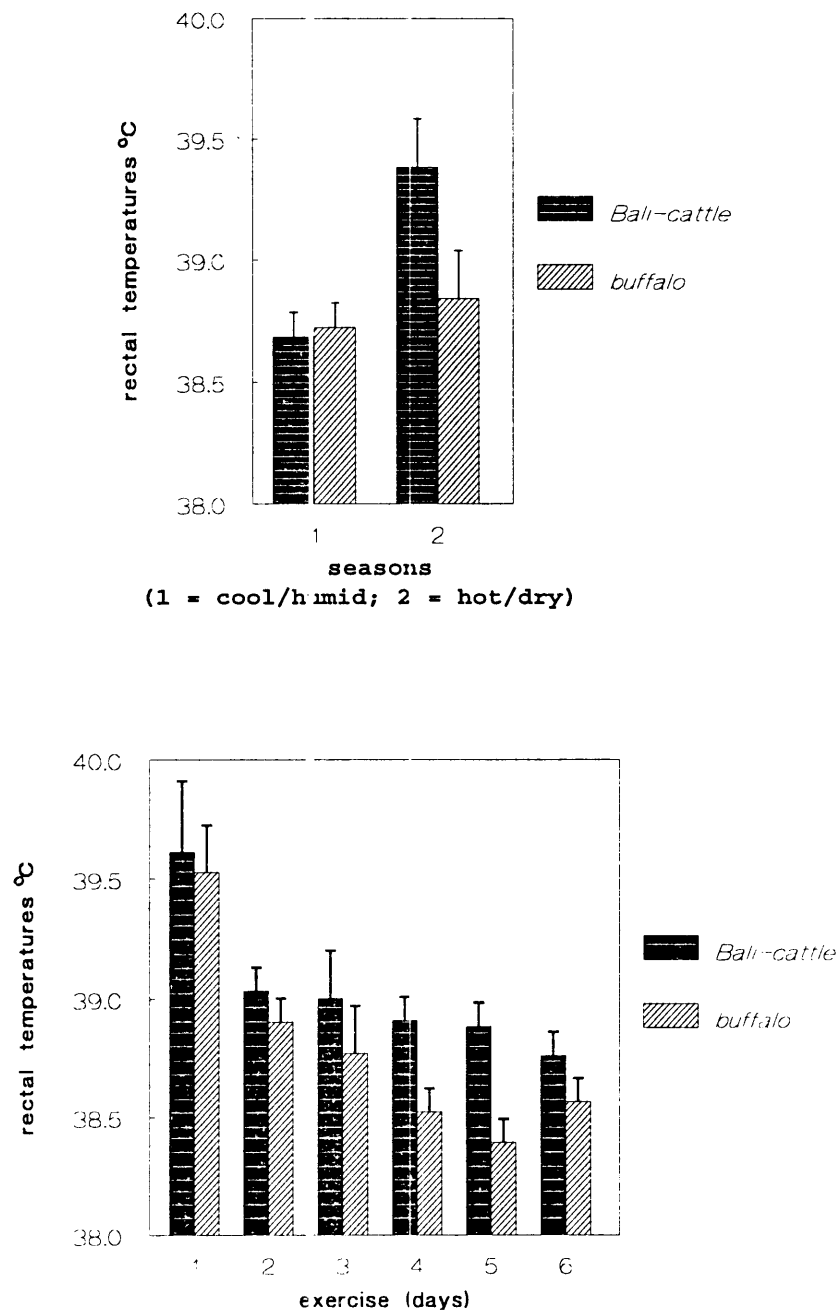 40.0
39.5
39.0
38.5
38.0
rectal temperatures °C
1 2
seasons
(1 = cool/humid; 2 = hot/dry)
Bali-cattle
buffalo
40.0
39.5
39.0
38.5
38.0
rectal temperatures °C
1 2 3 4 5 6
exercise (days)
Bali-cattle
buffalo